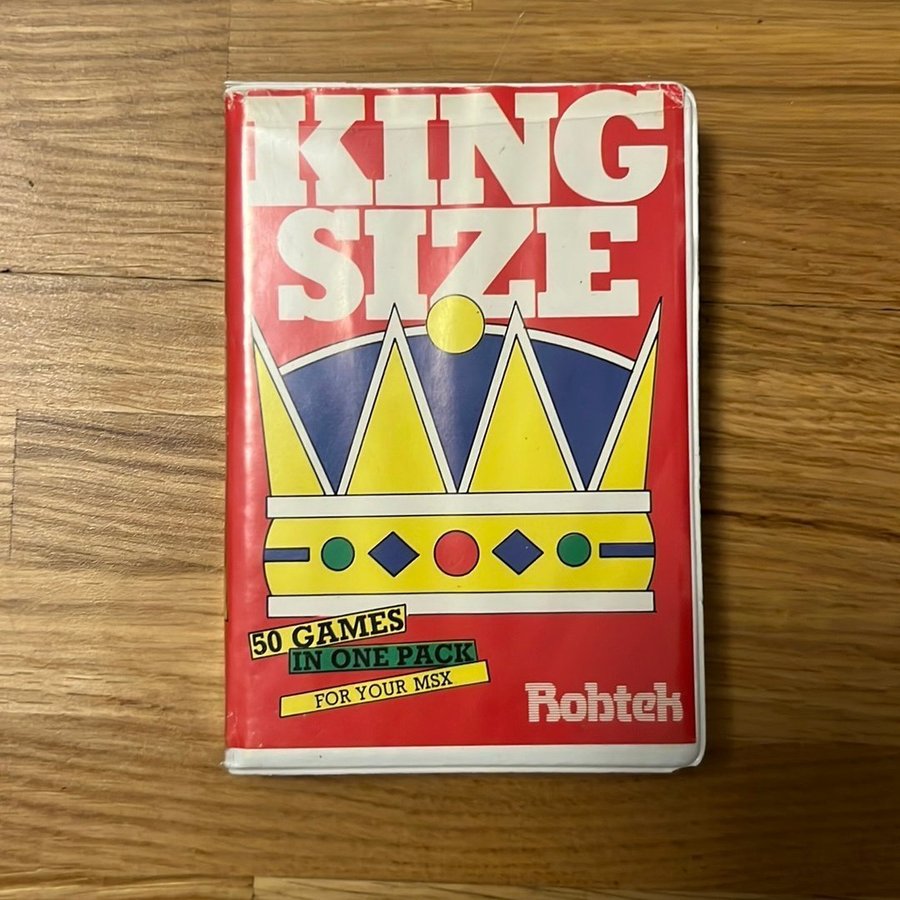 KING
SIZE
50 GAMES
IN ONE PACK
FOR YOUR MSX
Robtek